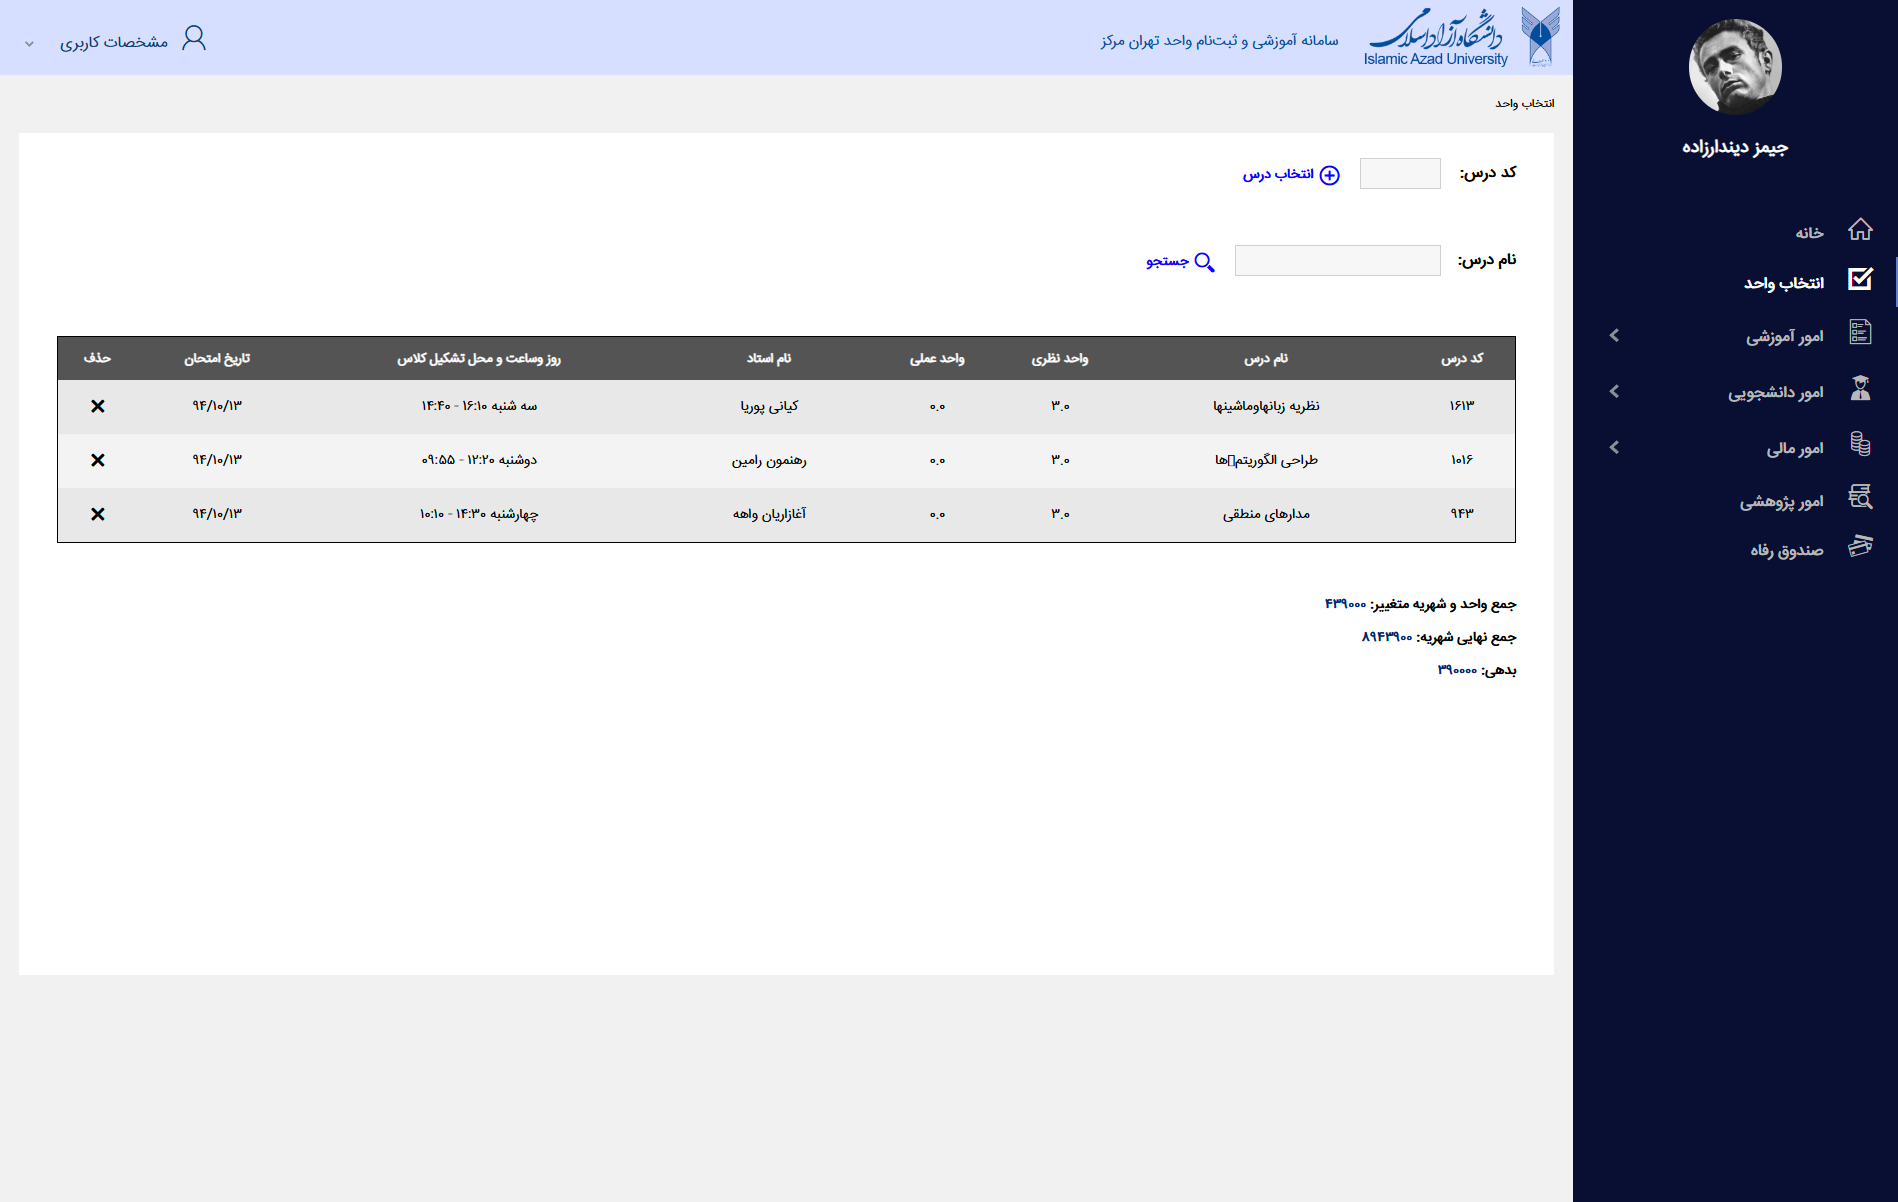 دانشگاه آزاد اسلامی
Islamic Azad University
سامانه آموزشی و ثبت‌نام واحد تهران مرکز
مشخصات کاربری
جیمز دیندارزاده
خانه
انتخاب واحد
امور آموزشی
امور دانشجویی
امور مالی
امور پژوهشی
صندوق رفاه
انتخاب واحد
کد درس: انتخاب درس
نام درس: جستجو
کد درس نام درس واحد نظری واحد عملی نام استاد روز وساعت و محل تشکیل کلاس تاریخ امتحان حذف
۱۶۱۳ نظریه زبانهاوماشینها ۳.۰ ۰.۰ کیانی پوریا سه شنبه ۱۶:۱۰ - ۱۴:۴۰ ۹۴/۱۰/۱۳
۱۰۱۶ طراحی الگوریتم▯ها ۳.۰ ۰.۰ رهنمون رامین دوشنبه ۱۲:۲۰ - ۰۹:۵۵ ۹۴/۱۰/۱۳
۹۴۳ مدارهای منطقی ۳.۰ ۰.۰ آغازاریان واهه چهارشنبه ۱۴:۳۰ - ۱۰:۱۰ ۹۴/۱۰/۱۳
جمع واحد و شهریه متغییر: ۴۳۹۰۰۰
جمع نهایی شهریه: ۸۹۴۳۹۰۰
بدهی: ۳۹۰۰۰۰